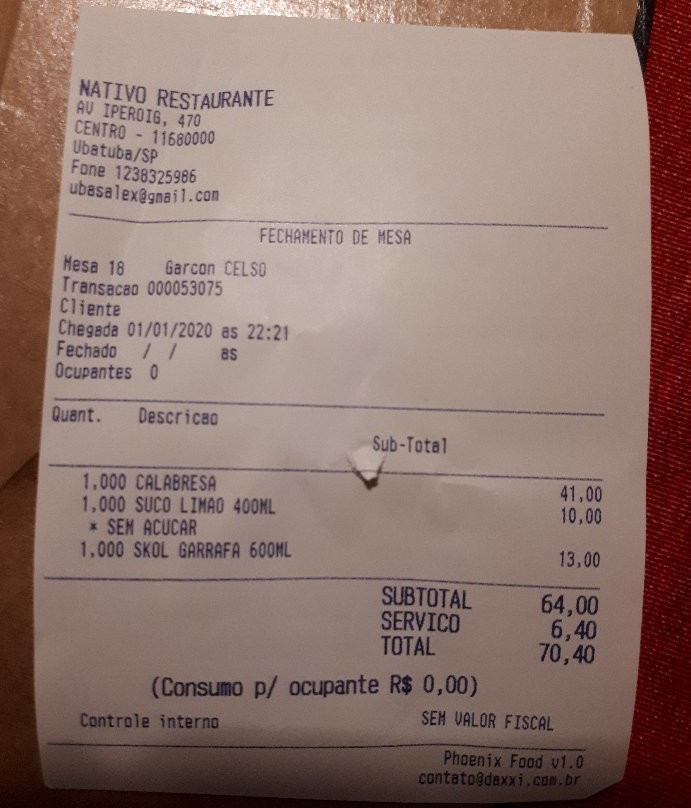 NATIVO RESTAURANTE
AV IPEROIG, 470
CENTRO - 11680000
Ubatuba/SP
Fone 1238325986
ubasalex@gmail.com
FECHAMENTO DE MESA
Mesa 18 Garcon CELSO
Transacao 000053075
Cliente
Chegada 01/01/2020 as 22:21
Fechado / / as
Ocupantes 0
Quant. Descricao
Sub-Total
1,000 CALABRESA 41,00
1,000 SUCO LIMAO 400ML 10,00
* SEM ACUCAR
1,000 SKOL GARRAFA 600ML 13,00
SUBTOTAL 64,00
SERVICO 6,40
TOTAL 70,40
(Consumo p/ ocupante R$ 0,00)
Controle interno SEM VALOR FISCAL
Phoenix Food v1.0
contato@daxxi.com.br